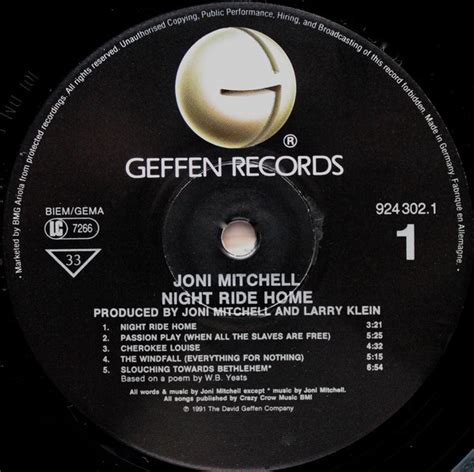 All rights reserved. Unauthorised Copying, Public Performance, Hiring, and Broadcasting of this record forbidden. Made in Germany. Fabriqué en Allemagne.
• Marketed by BMG Ariola from protected recordings.
G
®
GEFFEN RECORDS
BIEM/GEMA
LC 7266
33
924 302.1
1
JONI MITCHELL
NIGHT RIDE HOME
PRODUCED BY JONI MITCHELL AND LARRY KLEIN
1. NIGHT RIDE HOME 3:21
2. PASSION PLAY (WHEN ALL THE SLAVES ARE FREE) 5:25
3. CHEROKEE LOUISE 4:32
4. THE WINDFALL (EVERYTHING FOR NOTHING) 5:15
5. SLOUCHING TOWARDS BETHLEHEM* 6:54
Based on a poem by W.B. Yeats
All words & music by Joni Mitchell except * music by Joni Mitchell.
All songs published by Crazy Crow Music BMI
℗ 1991 The David Geffen Company